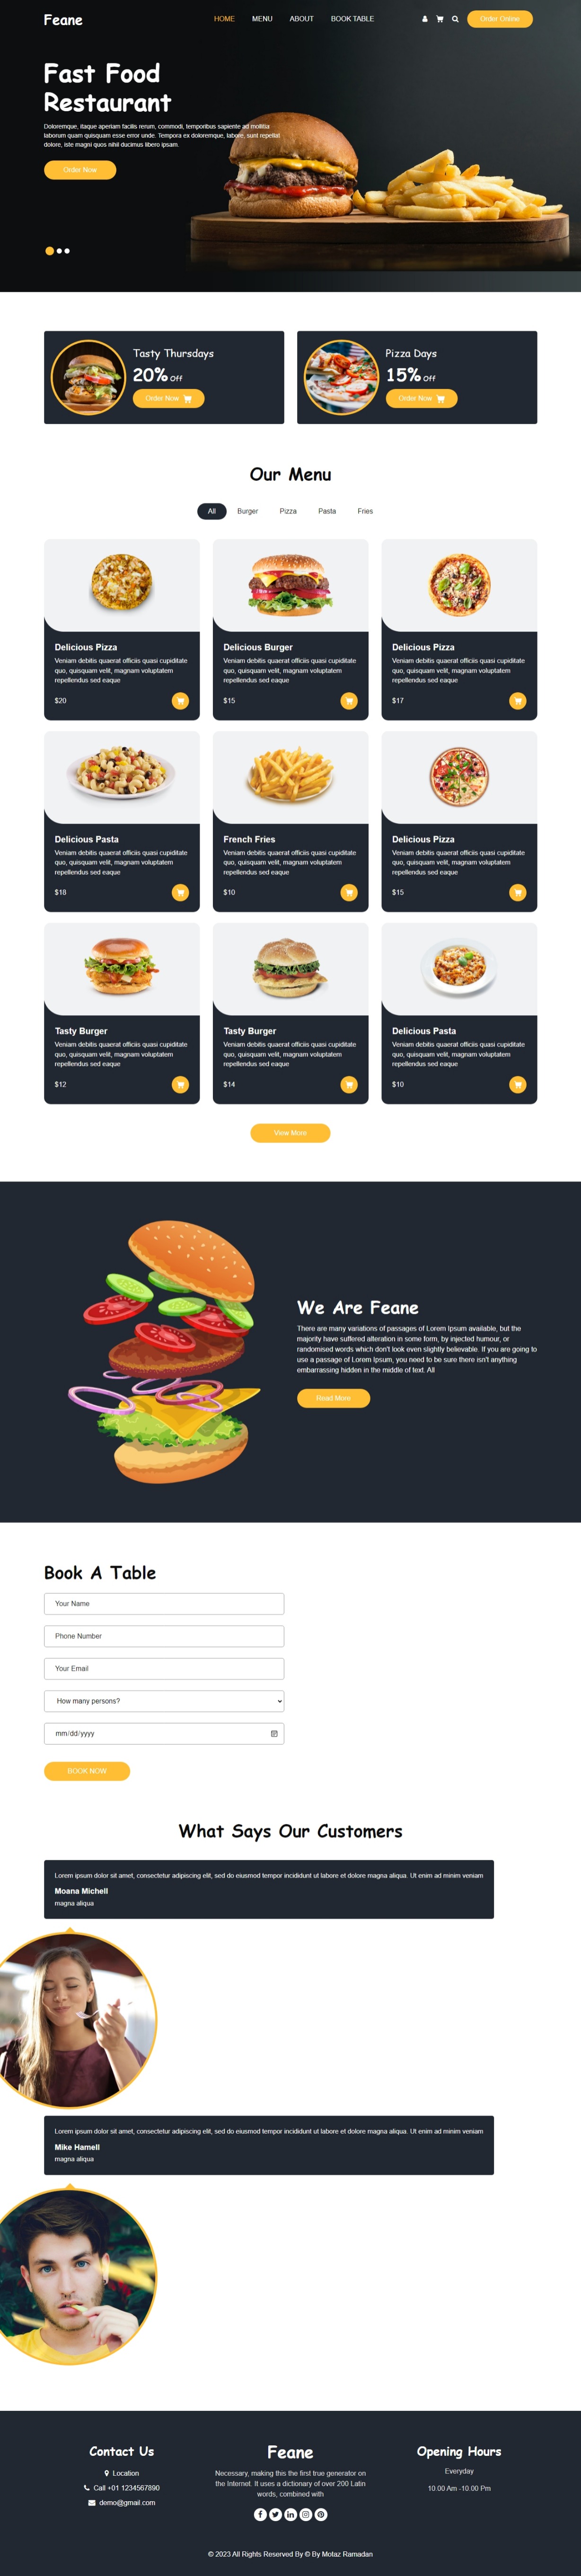 Feane
HOME MENU ABOUT BOOK TABLE
Order Online
Fast Food
Restaurant
Doloremque, itaque aperiam facilis rerum, commodi, temporibus sapiente ad mollitia
laborum quam quisquam esse error unde. Tempora ex doloremque, labore, sunt repellat
dolore, iste magni quos nihil ducimus libero ipsam.
Order Now
Tasty Thursdays
20% Off
Order Now
Pizza Days
15% Off
Order Now
Our Menu
All Burger Pizza Pasta Fries
Delicious Pizza
Veniam debitis quaerat officiis quasi cupiditate
quo, quisquam velit, magnam voluptatem
repellendus sed eaque
$20
Delicious Burger
Veniam debitis quaerat officiis quasi cupiditate
quo, quisquam velit, magnam voluptatem
repellendus sed eaque
$15
Delicious Pizza
Veniam debitis quaerat officiis quasi cupiditate
quo, quisquam velit, magnam voluptatem
repellendus sed eaque
$17
Delicious Pasta
Veniam debitis quaerat officiis quasi cupiditate
quo, quisquam velit, magnam voluptatem
repellendus sed eaque
$18
French Fries
Veniam debitis quaerat officiis quasi cupiditate
quo, quisquam velit, magnam voluptatem
repellendus sed eaque
$10
Delicious Pizza
Veniam debitis quaerat officiis quasi cupiditate
quo, quisquam velit, magnam voluptatem
repellendus sed eaque
$15
Tasty Burger
Veniam debitis quaerat officiis quasi cupiditate
quo, quisquam velit, magnam voluptatem
repellendus sed eaque
$12
Tasty Burger
Veniam debitis quaerat officiis quasi cupiditate
quo, quisquam velit, magnam voluptatem
repellendus sed eaque
$14
Delicious Pasta
Veniam debitis quaerat officiis quasi cupiditate
quo, quisquam velit, magnam voluptatem
repellendus sed eaque
$10
View More
We Are Feane
There are many variations of passages of Lorem Ipsum available, but the
majority have suffered alteration in some form, by injected humour, or
randomised words which don't look even slightly believable. If you are going to
use a passage of Lorem Ipsum, you need to be sure there isn't anything
embarrassing hidden in the middle of text. All
Read More
Book A Table
Your Name
Phone Number
Your Email
How many persons?
mm/dd/yyyy
BOOK NOW
What Says Our Customers
Lorem ipsum dolor sit amet, consectetur adipiscing elit, sed do eiusmod tempor incididunt ut labore et dolore magna aliqua. Ut enim ad minim veniam
Moana Michell
magna aliqua
Lorem ipsum dolor sit amet, consectetur adipiscing elit, sed do eiusmod tempor incididunt ut labore et dolore magna aliqua. Ut enim ad minim veniam
Mike Hamell
magna aliqua
Contact Us
Location
Call +01 1234567890
demo@gmail.com
Feane
Necessary, making this the first true generator on
the Internet. It uses a dictionary of over 200 Latin
words, combined with
Opening Hours
Everyday
10.00 Am -10.00 Pm
© 2023 All Rights Reserved By © By Motaz Ramadan